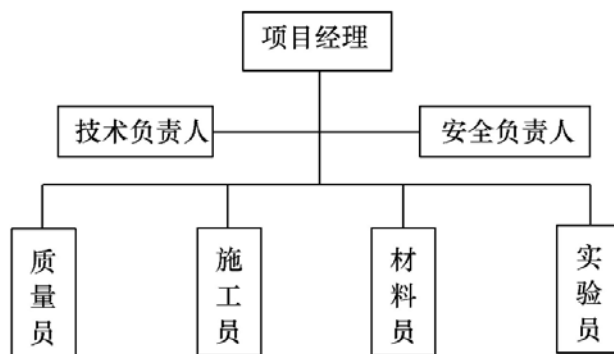 项目经理
技术负责人
安全负责人
质量员
施工员
材料员
实验员